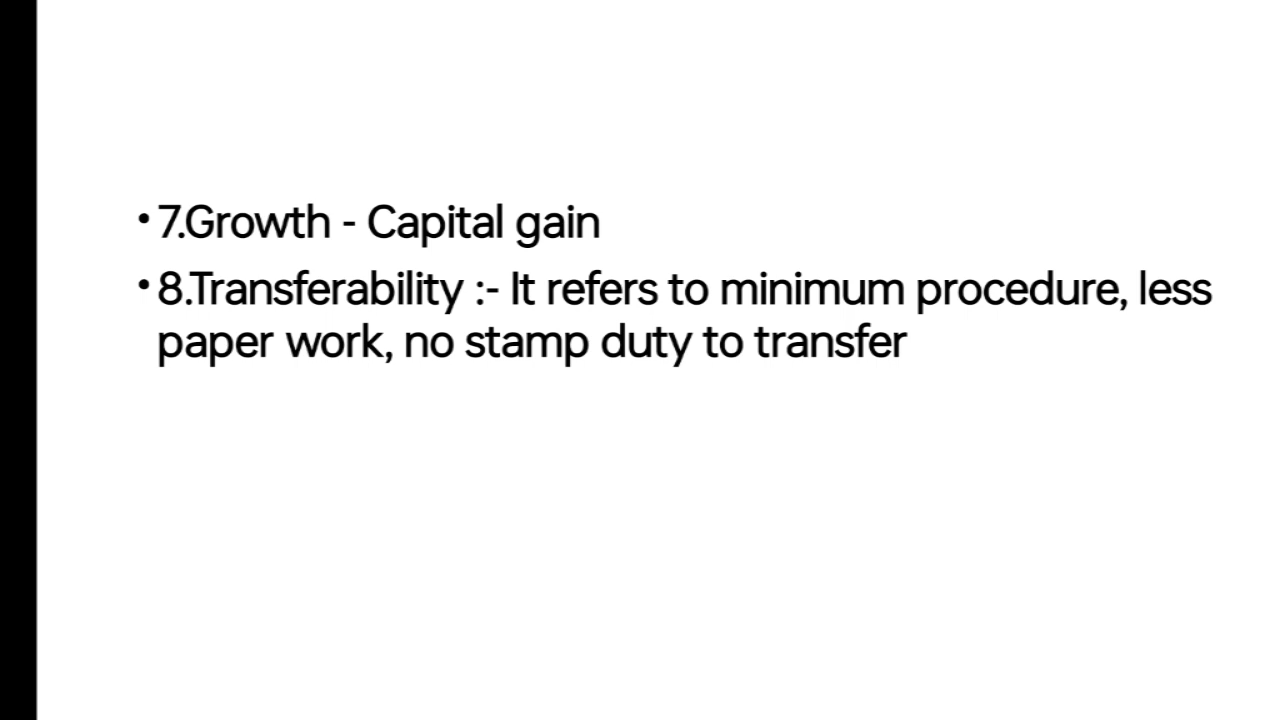 • 7.Growth - Capital gain
• 8.Transferability :- It refers to minimum procedure, less
paper work, no stamp duty to transfer